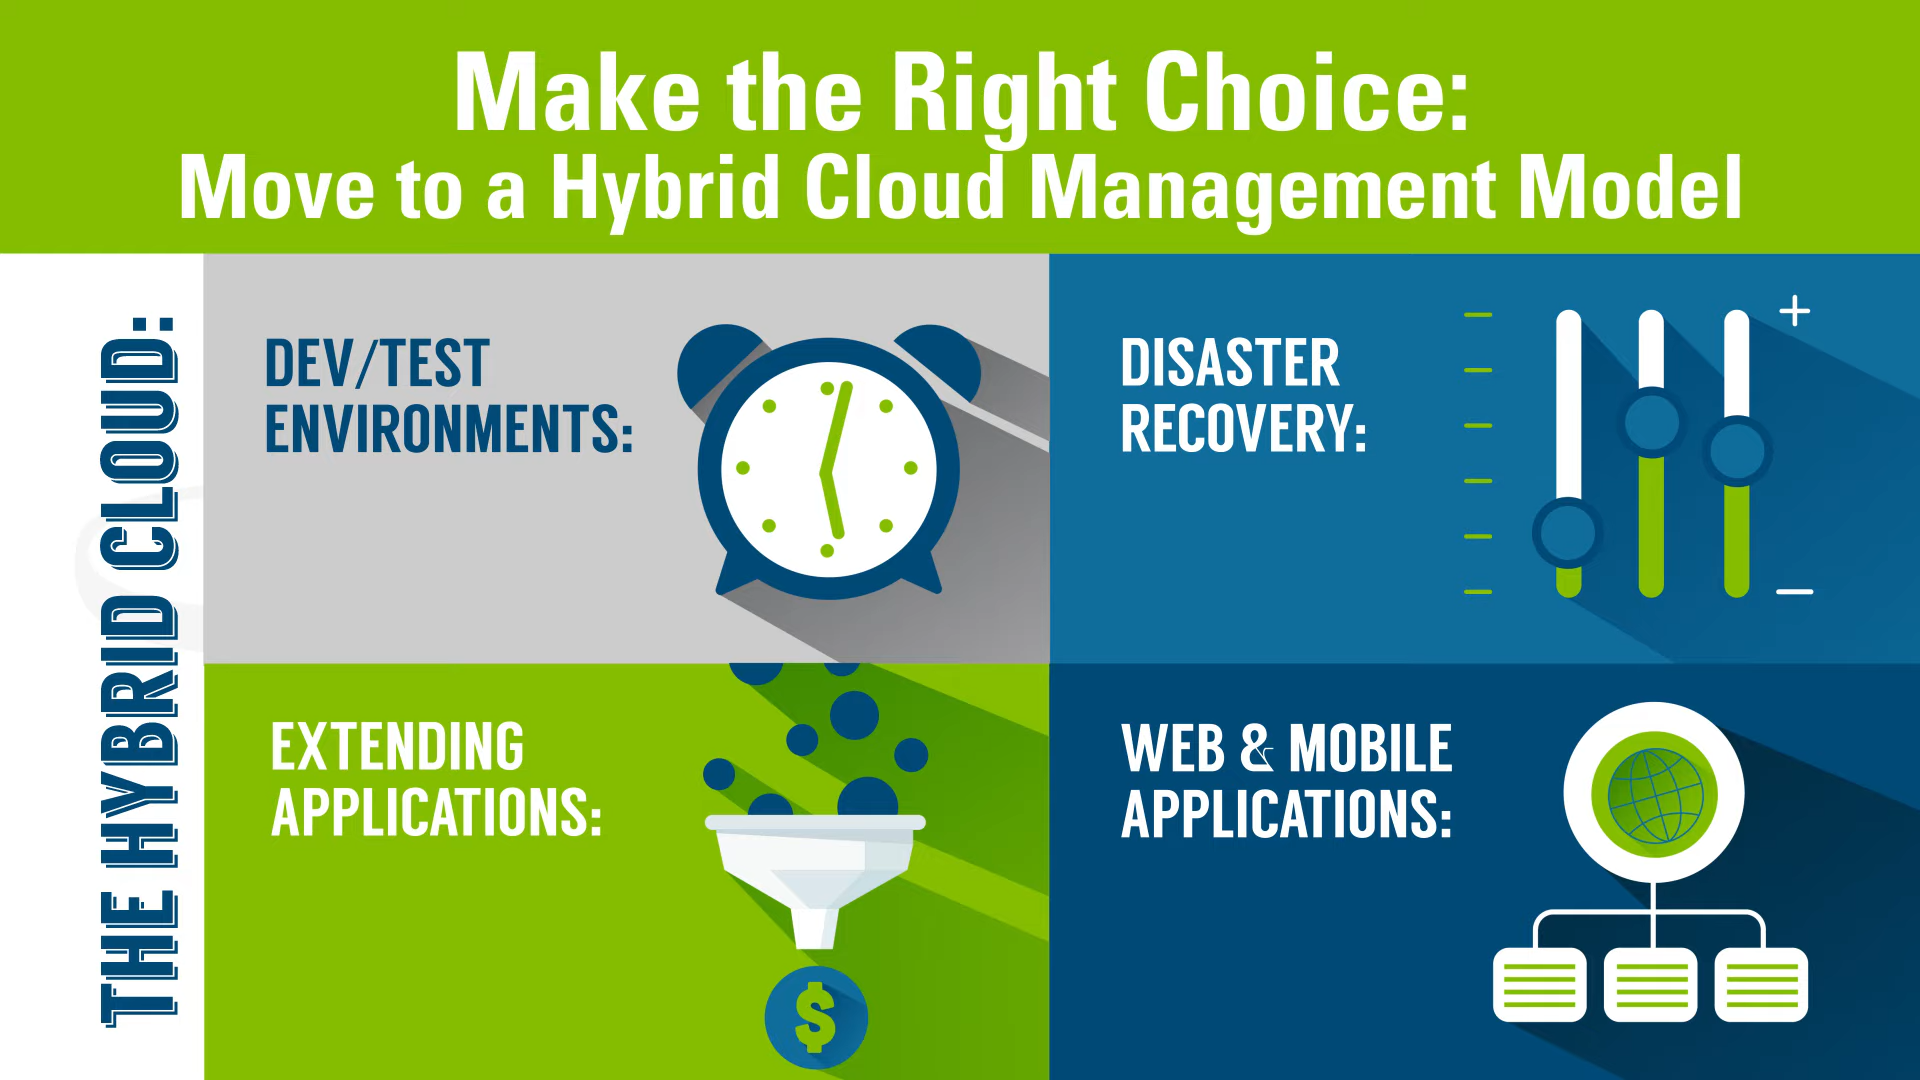 Make the Right Choice:
Move to a Hybrid Cloud Management Model
THE HYBRID CLOUD:
DEV/TEST
ENVIRONMENTS:
DISASTER
RECOVERY:
+
–
EXTENDING
APPLICATIONS:
$
WEB & MOBILE
APPLICATIONS: